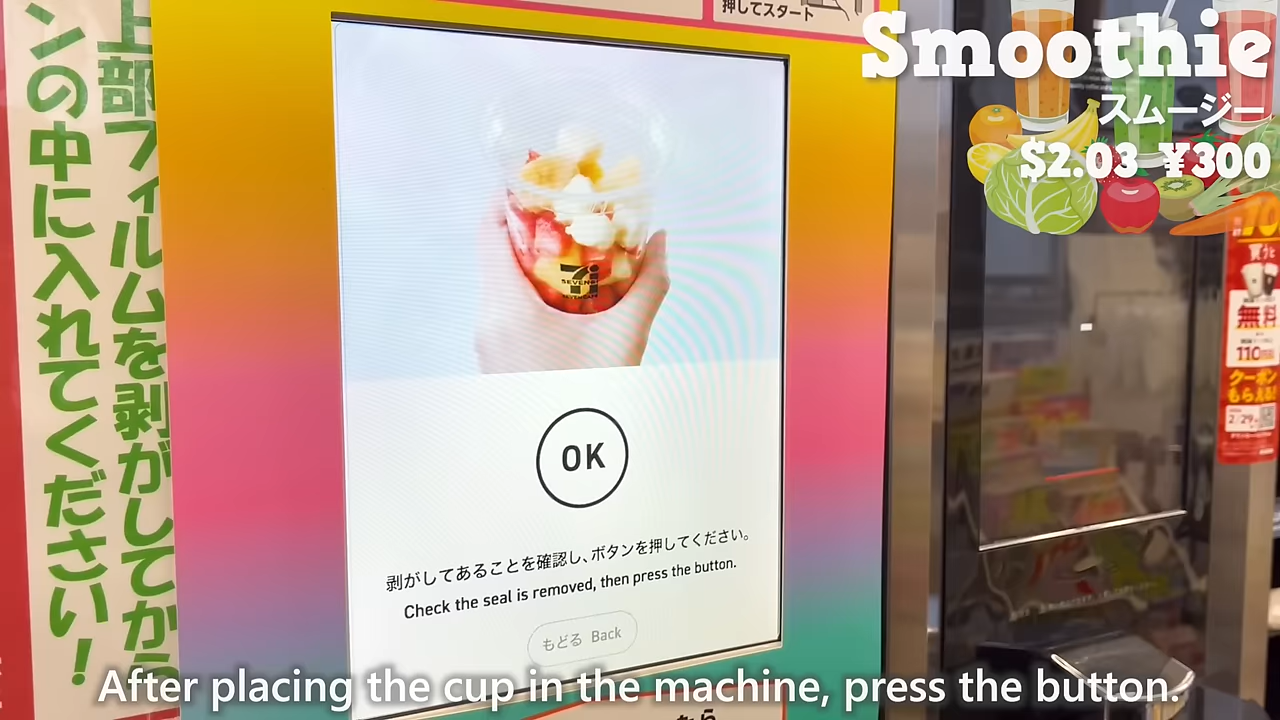 上部フィルムを剥がしてから
ンの中に入れてください!
押してスタート
Smoothie
スムージー
$2.03 ¥300
SEVEN
OK
剥がしてあることを確認し、ボタンを押してください。
Check the seal is removed, then press the button.
もどる Back
無料
クーポン
もらえる
After placing the cup in the machine, press the button.